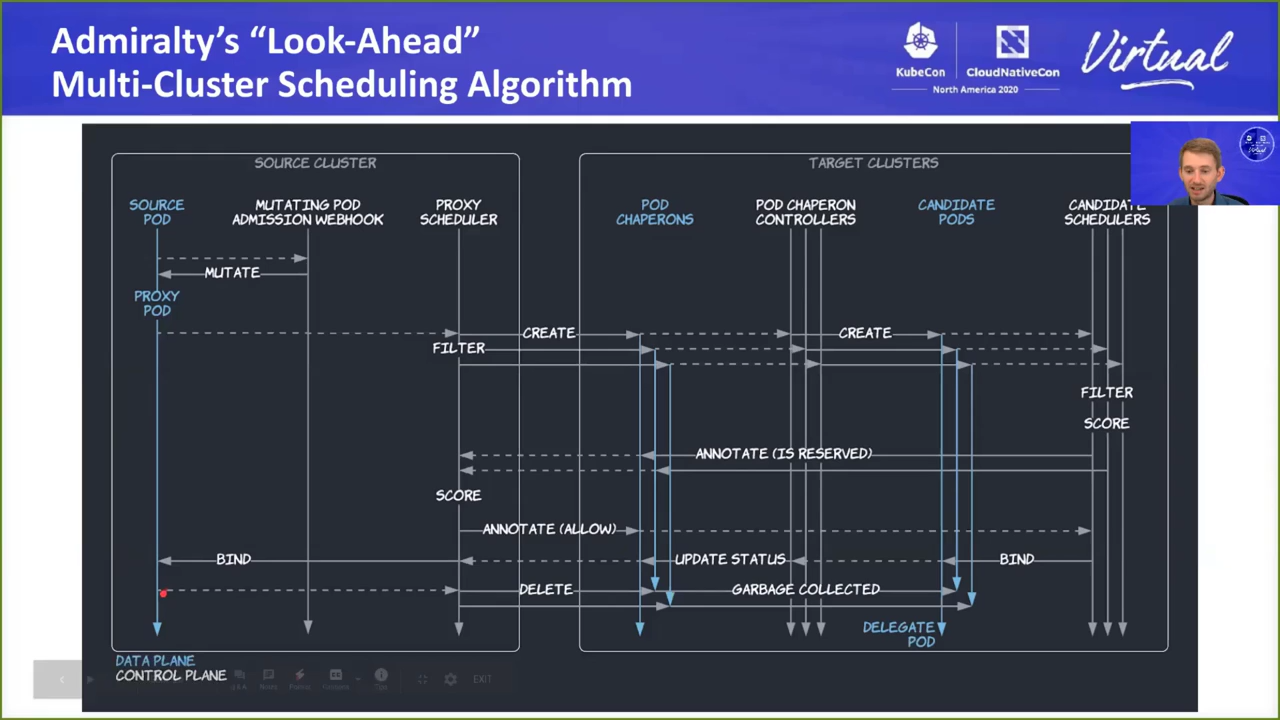 Admiralty's "Look-Ahead"
Multi-Cluster Scheduling Algorithm
KubeCon
CloudNativeCon
North America 2020
Virtual
SOURCE CLUSTER
TARGET CLUSTERS
SOURCE
POD
MUTATING POD
ADMISSION WEBHOOK
PROXY
SCHEDULER
POD
CHAPERONS
POD CHAPERON
CONTROLLERS
CANDIDATE
PODS
CANDIDATE
SCHEDULERS
MUTATE
PROXY
POD
CREATE
CREATE
FILTER
FILTER
SCORE
ANNOTATE (IS RESERVED)
SCORE
ANNOTATE (ALLOW)
BIND
UPDATE STATUS
BIND
DELETE
GARBAGE COLLECTED
DELEGATE
POD
DATA PLANE
CONTROL PLANE
EXIT